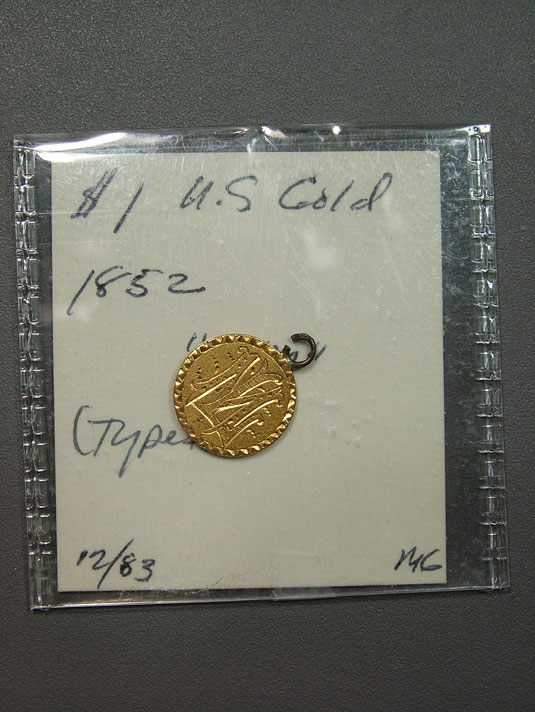 $1 U.S Gold
1852
(Type
12/83 MG